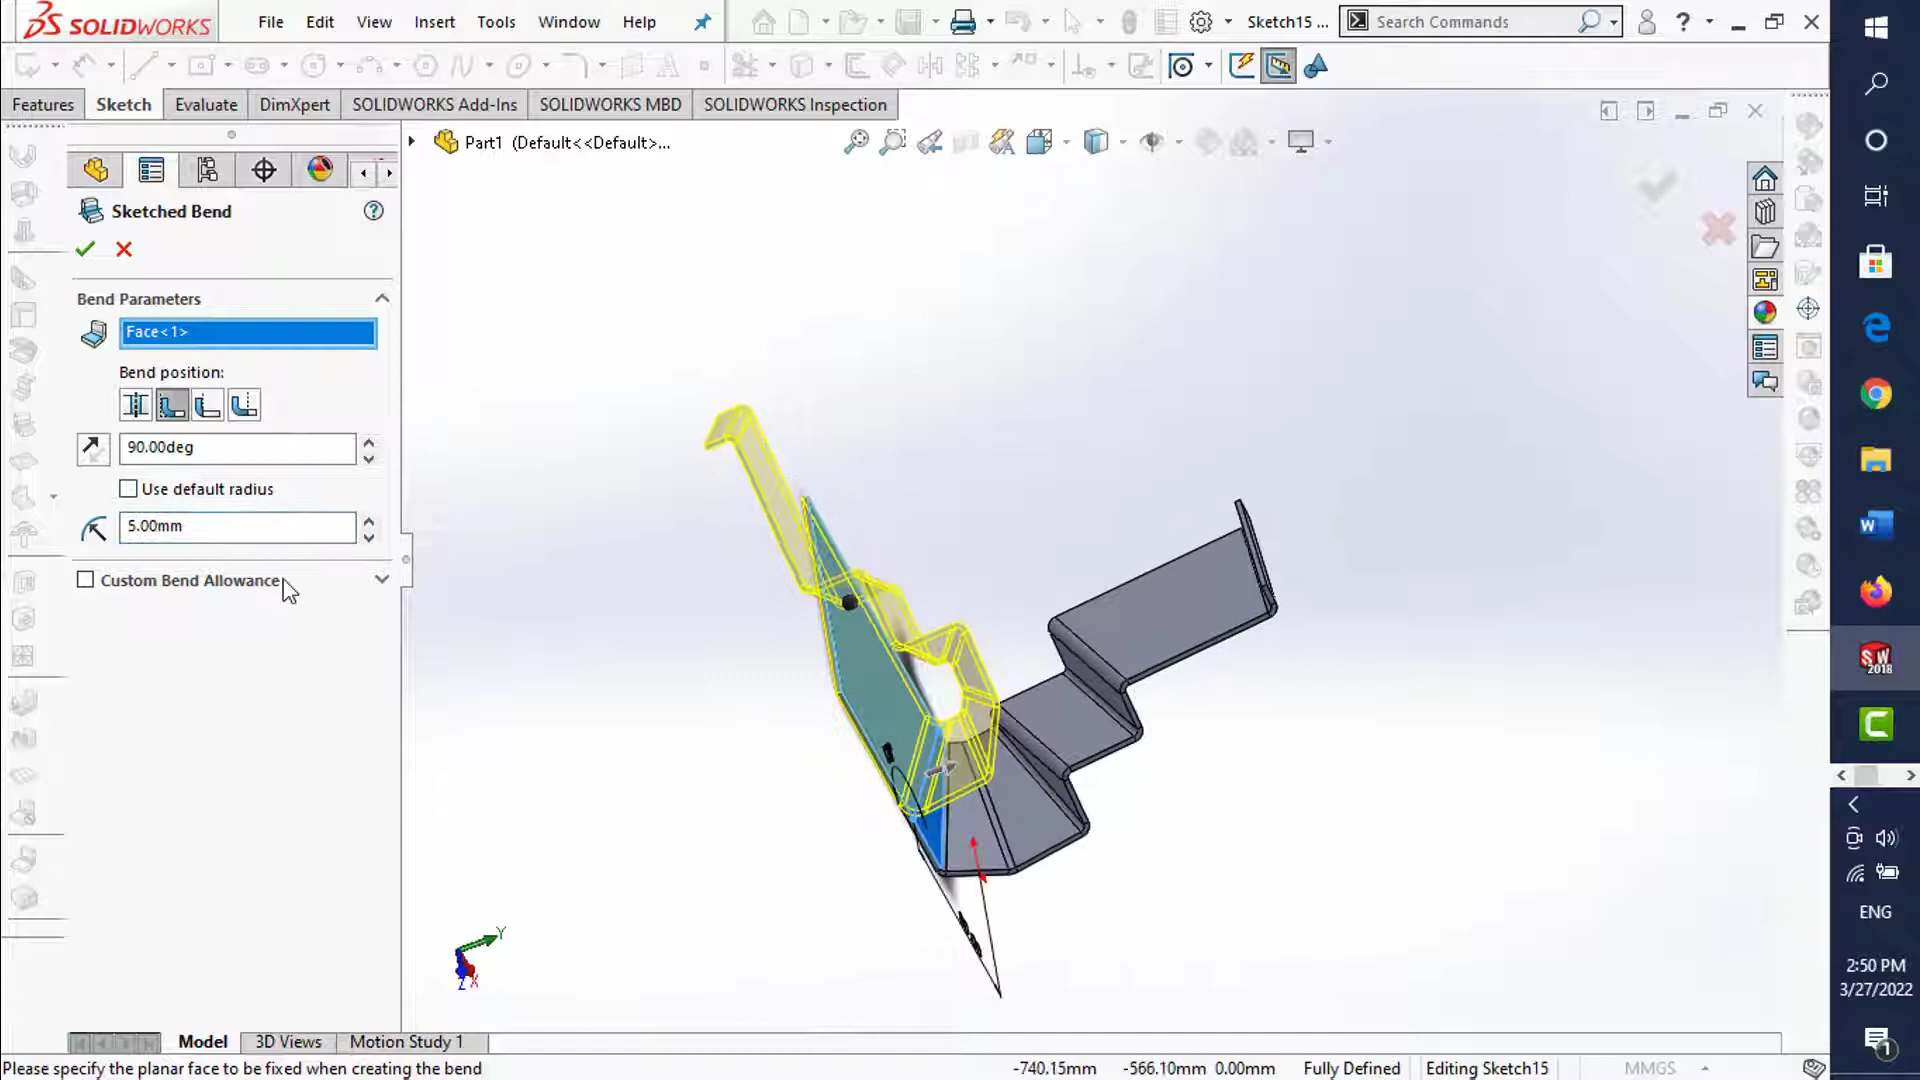 SOLIDWORKS File Edit View Insert Tools Window Help Sketch15 ... Search Commands ?
Features Sketch Evaluate DimXpert SOLIDWORKS Add-Ins SOLIDWORKS MBD SOLIDWORKS Inspection
Part1 (Default<<Default>...
Sketched Bend ?
Bend Parameters
Face<1>
Bend position:
90.00deg
Use default radius
5.00mm
Custom Bend Allowance
Y
Z X
SW
2018
ENG
2:50 PM
3/27/2022
1
Model 3D Views Motion Study 1
Please specify the planar face to be fixed when creating the bend -740.15mm -566.10mm 0.00mm Fully Defined Editing Sketch15 MMGS